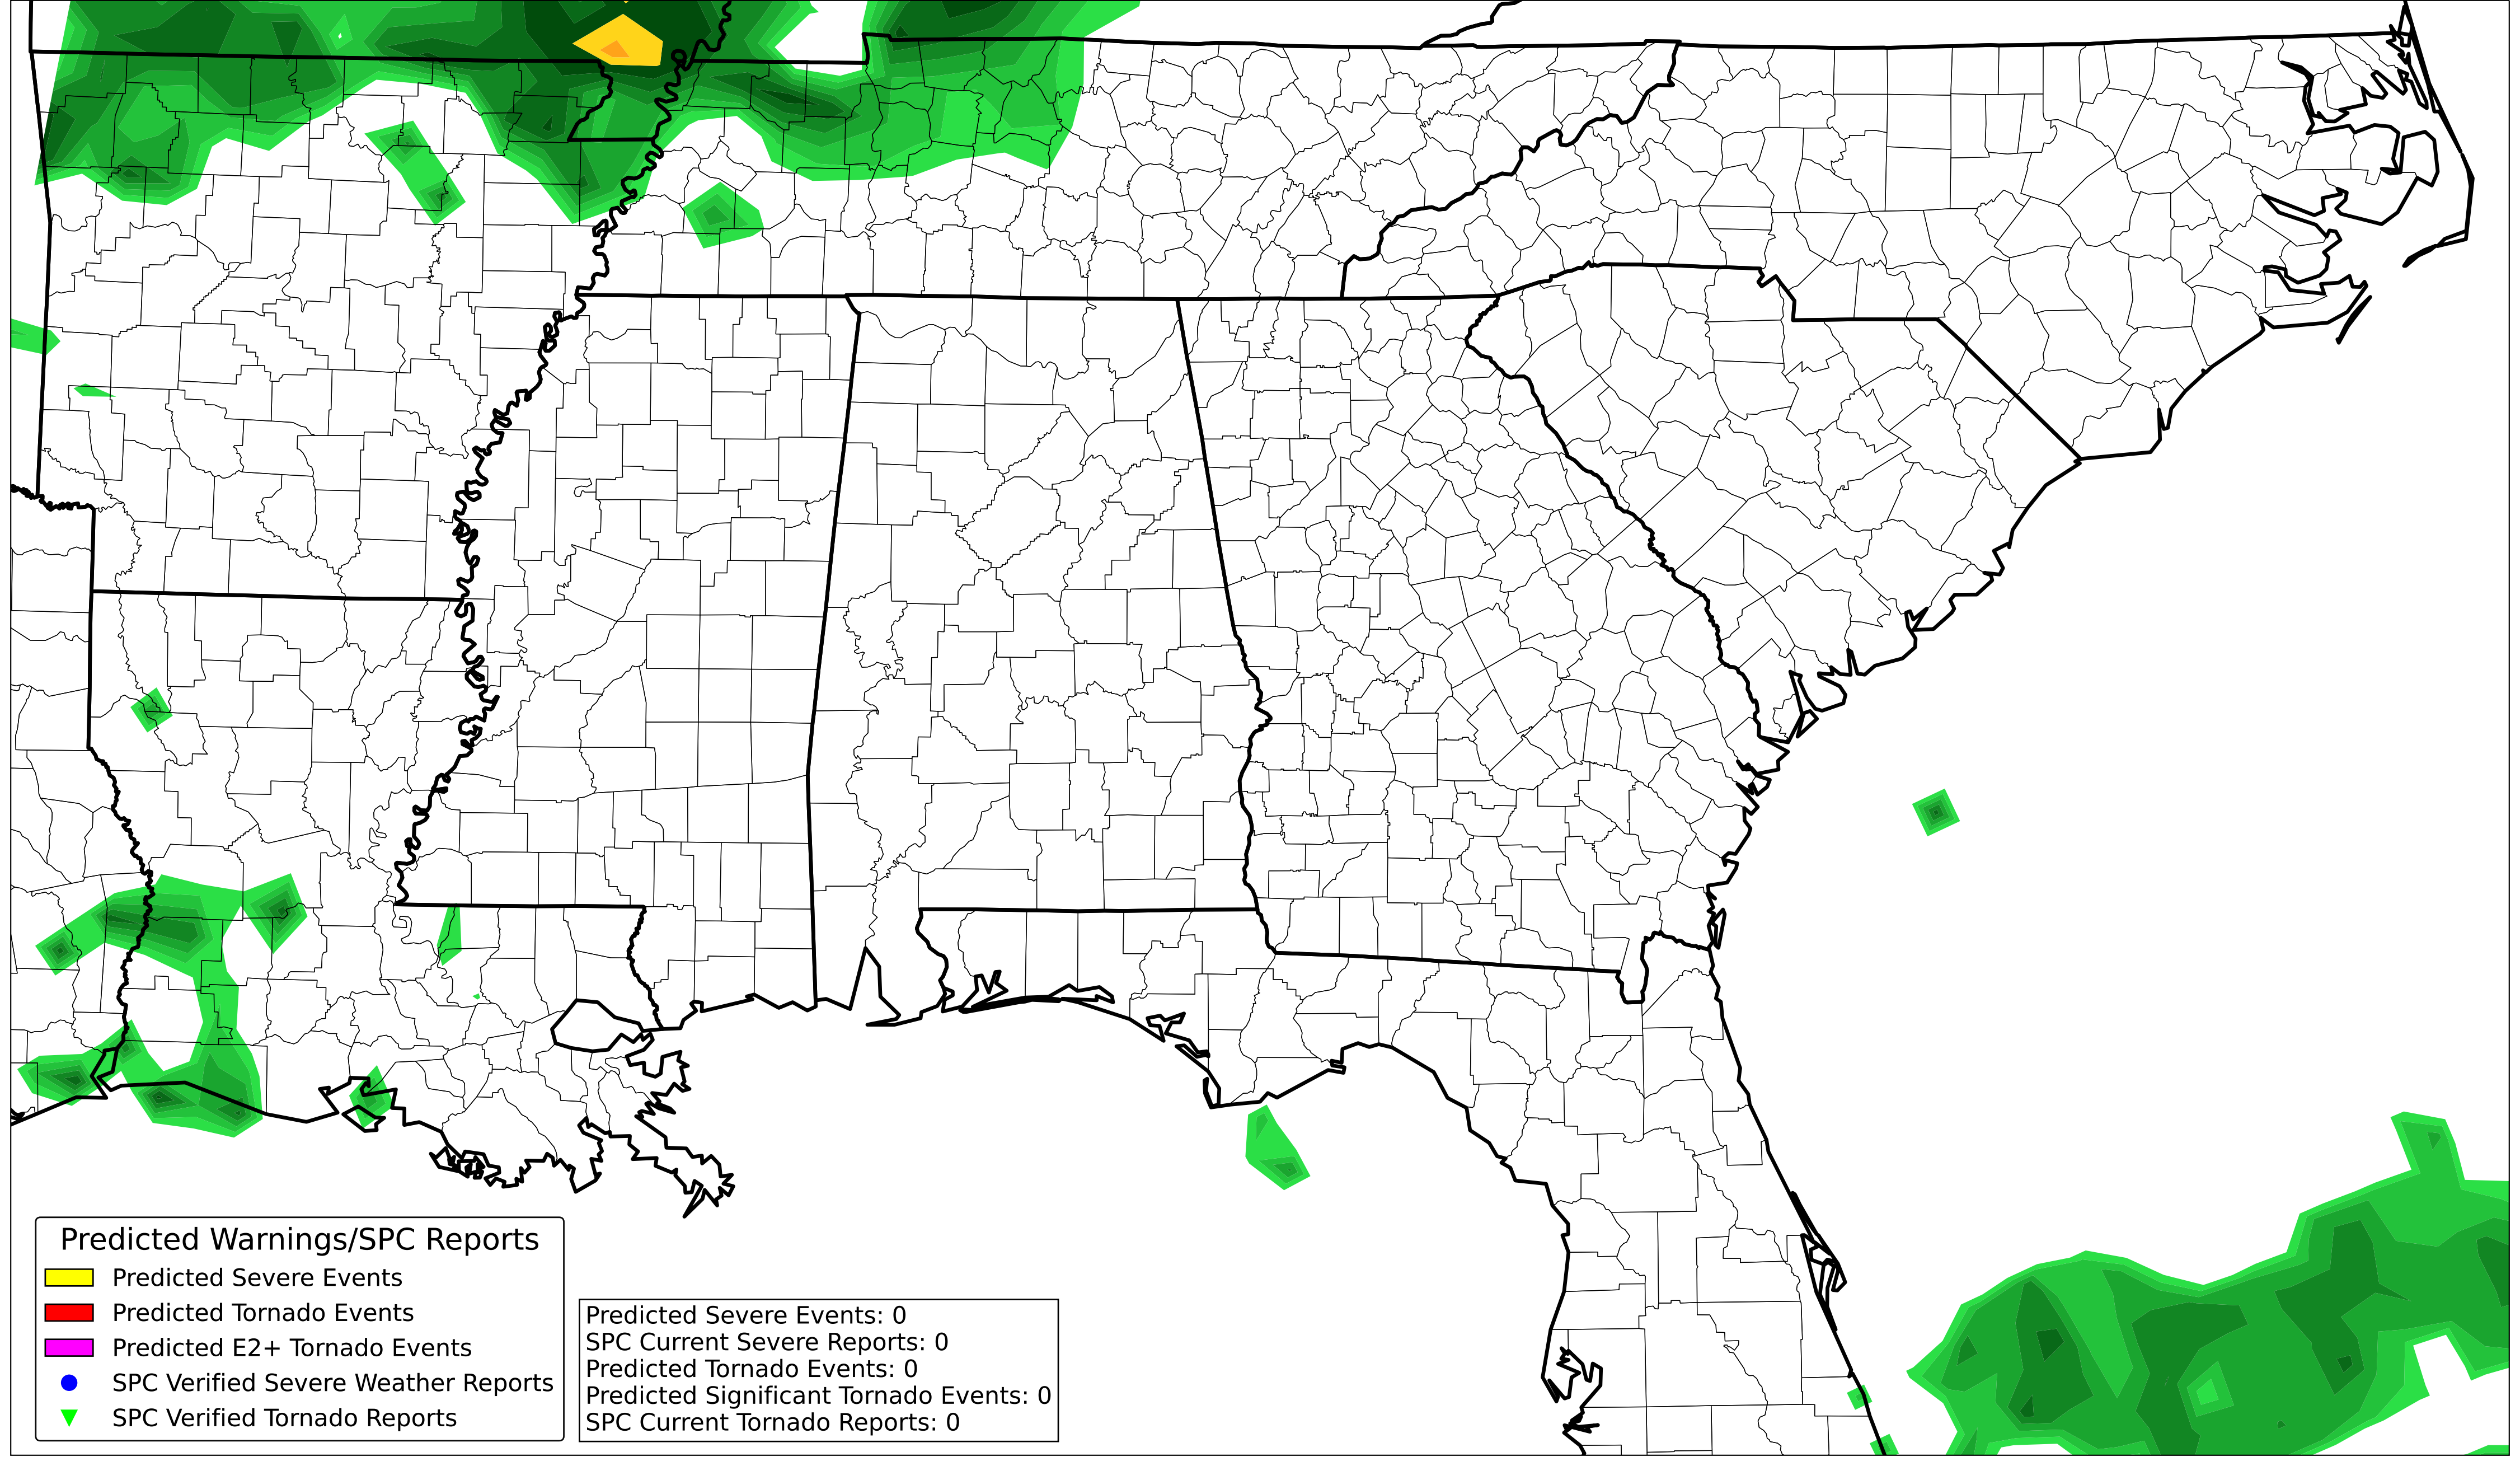 Predicted Warnings/SPC Reports
Predicted Severe Events
Predicted Tornado Events
Predicted E2+ Tornado Events
SPC Verified Severe Weather Reports
SPC Verified Tornado Reports
Predicted Severe Events: 0
SPC Current Severe Reports: 0
Predicted Tornado Events: 0
Predicted Significant Tornado Events: 0
SPC Current Tornado Reports: 0